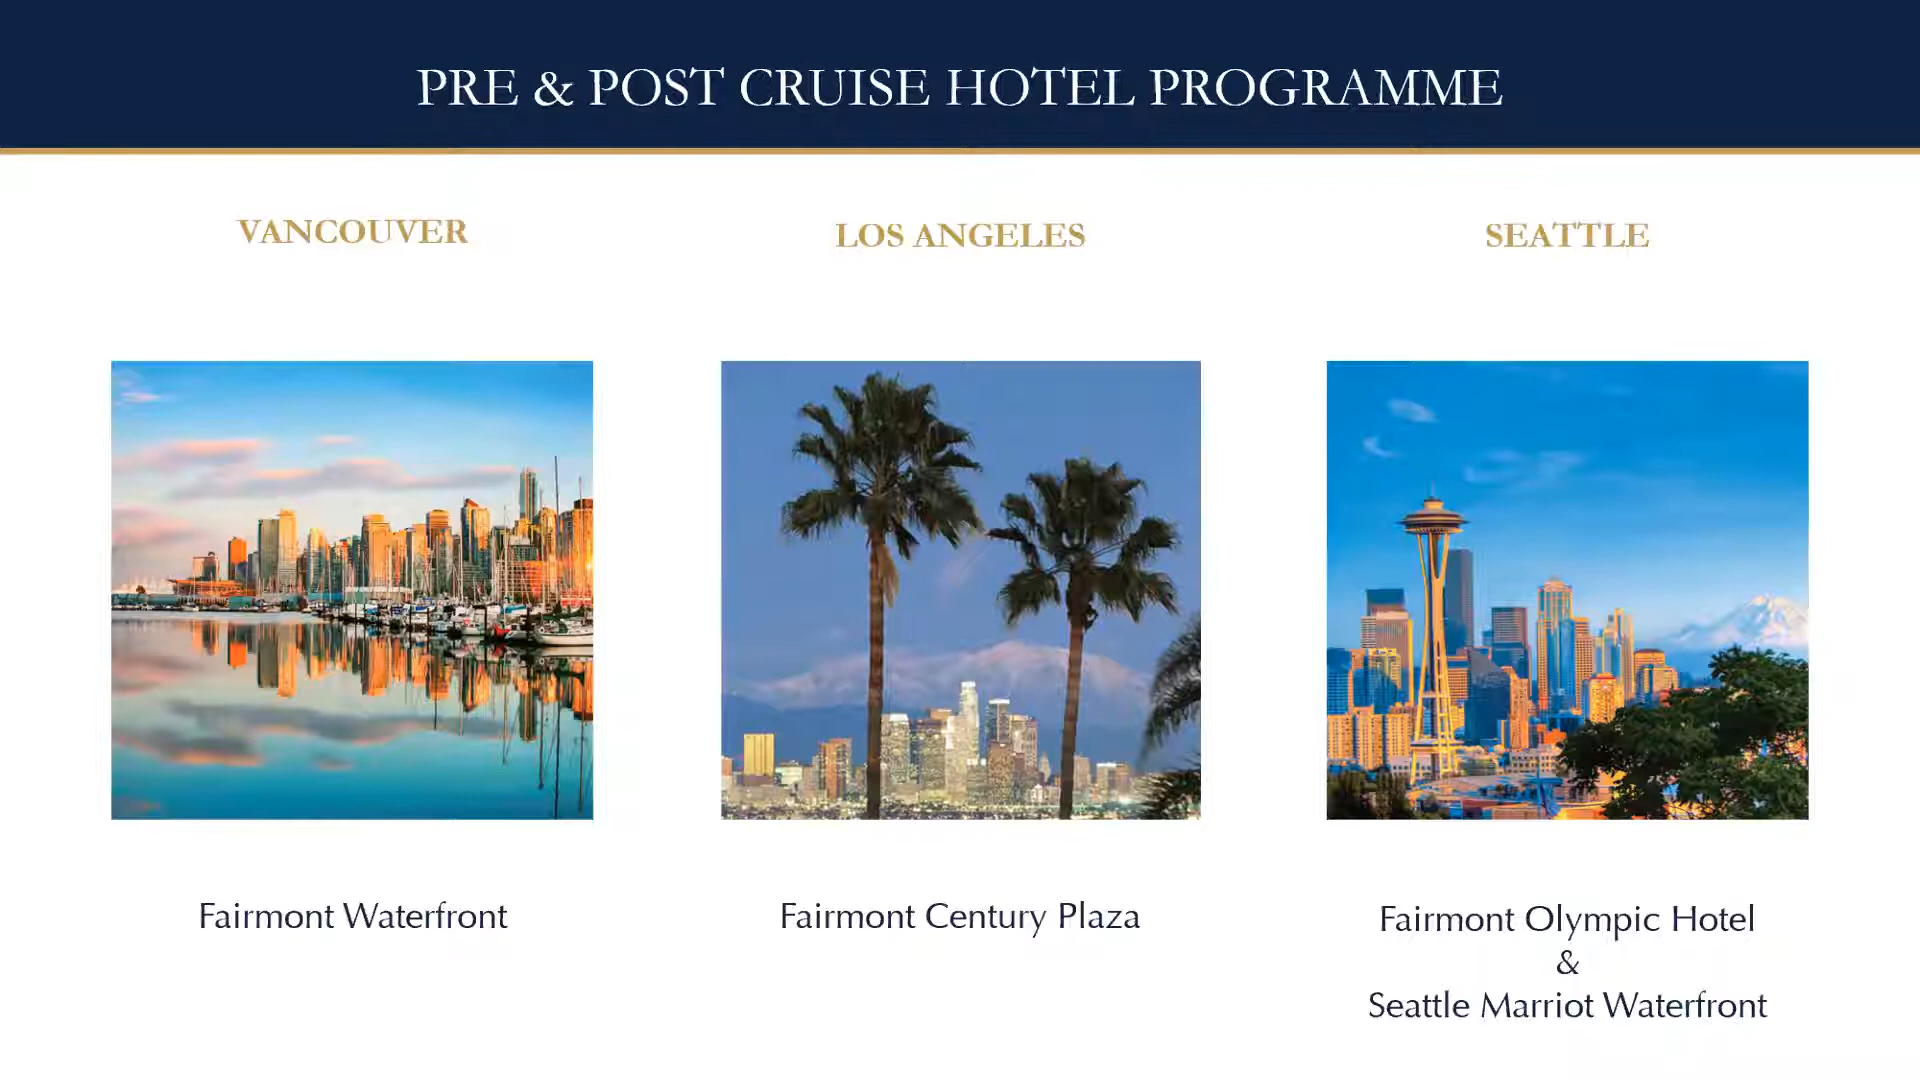 PRE & POST CRUISE HOTEL PROGRAMME
VANCOUVER
LOS ANGELES
SEATTLE
Fairmont Waterfront
Fairmont Century Plaza
Fairmont Olympic Hotel
&
Seattle Marriot Waterfront